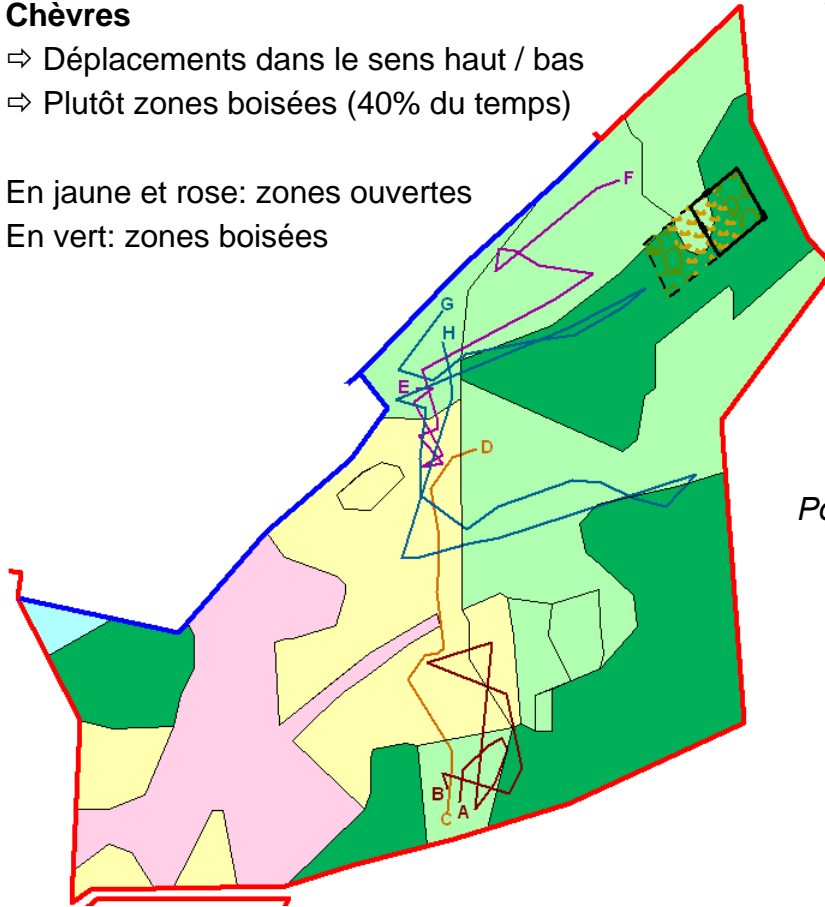 Chèvres
⇨ Déplacements dans le sens haut / bas
⇨ Plutôt zones boisées (40% du temps)
En jaune et rose: zones ouvertes
En vert: zones boisées
F
G
H
E
D
Po
B
C
A